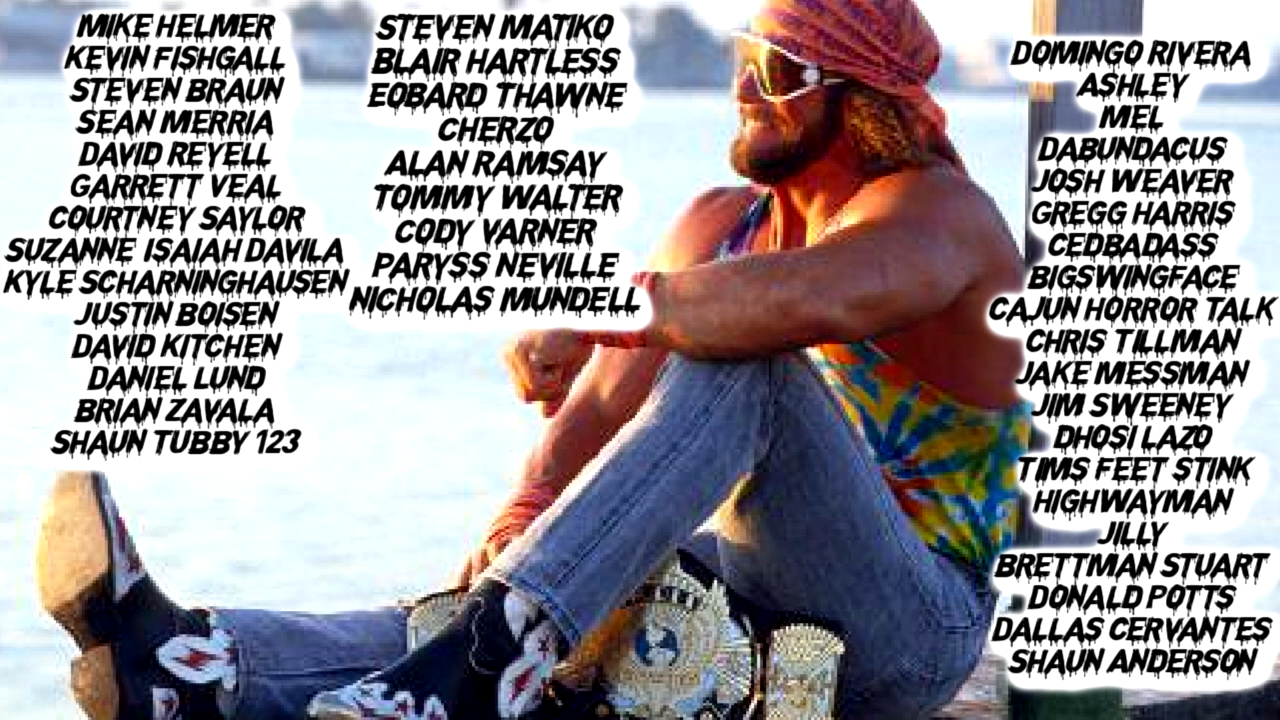 MIKE HELMER
KEVIN FISHGALL
STEVEN BRAUN
SEAN MERRIA
DAVID REYELL
GARRETT VEAL
COURTNEY SAYLOR
SUZANNE ISAIAH DAVILA
KYLE SCHARNINGHAUSEN
JUSTIN BOISEN
DAVID KITCHEN
DANIEL LUND
BRIAN ZAVALA
SHAUN TUBBY 123
STEVEN MATIKO
BLAIR HARTLESS
EOBARD THAWNE
CHERZO
ALAN RAMSAY
TOMMY WALTER
CODY VARNER
PARYSS NEVILLE
NICHOLAS MUNDELL
DOMINGO RIVERA
ASHLEY
MEL
DABUNDACUS
JOSH WEAVER
GREGG HARRIS
CEDBADASS
BIGSWINGFACE
CAJUN HORROR TALK
CHRIS TILLMAN
JAKE MESSMAN
JIM SWEENEY
DHOSI LAZO
TIMS FEET STINK
HIGHWAYMAN
JILLY
BRETTMAN STUART
DONALD POTTS
DALLAS CERVANTES
SHAUN ANDERSON